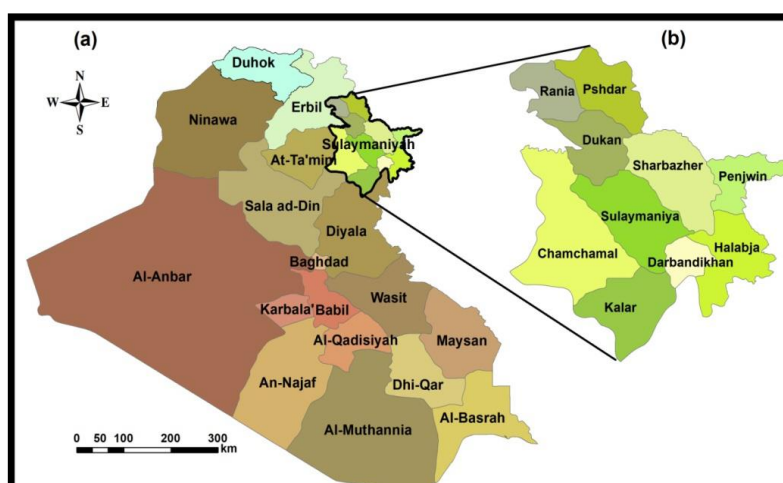 (a)
(b)
Duhok
N
W E
S
Ninawa
Erbil
Sulaymaniyah
At-Ta'mim
Sala ad-Din
Diyala
Baghdad
Al-Anbar
Wasit
Karbala'
Babil
Al-Qadisiyah
Maysan
An-Najaf
Dhi-Qar
Al-Muthannia
Al-Basrah
0 50 100 200 300
km
Rania
Pshdar
Dukan
Sharbazher
Penjwin
Sulaymaniya
Chamchamal
Halabja
Darbandikhan
Kalar